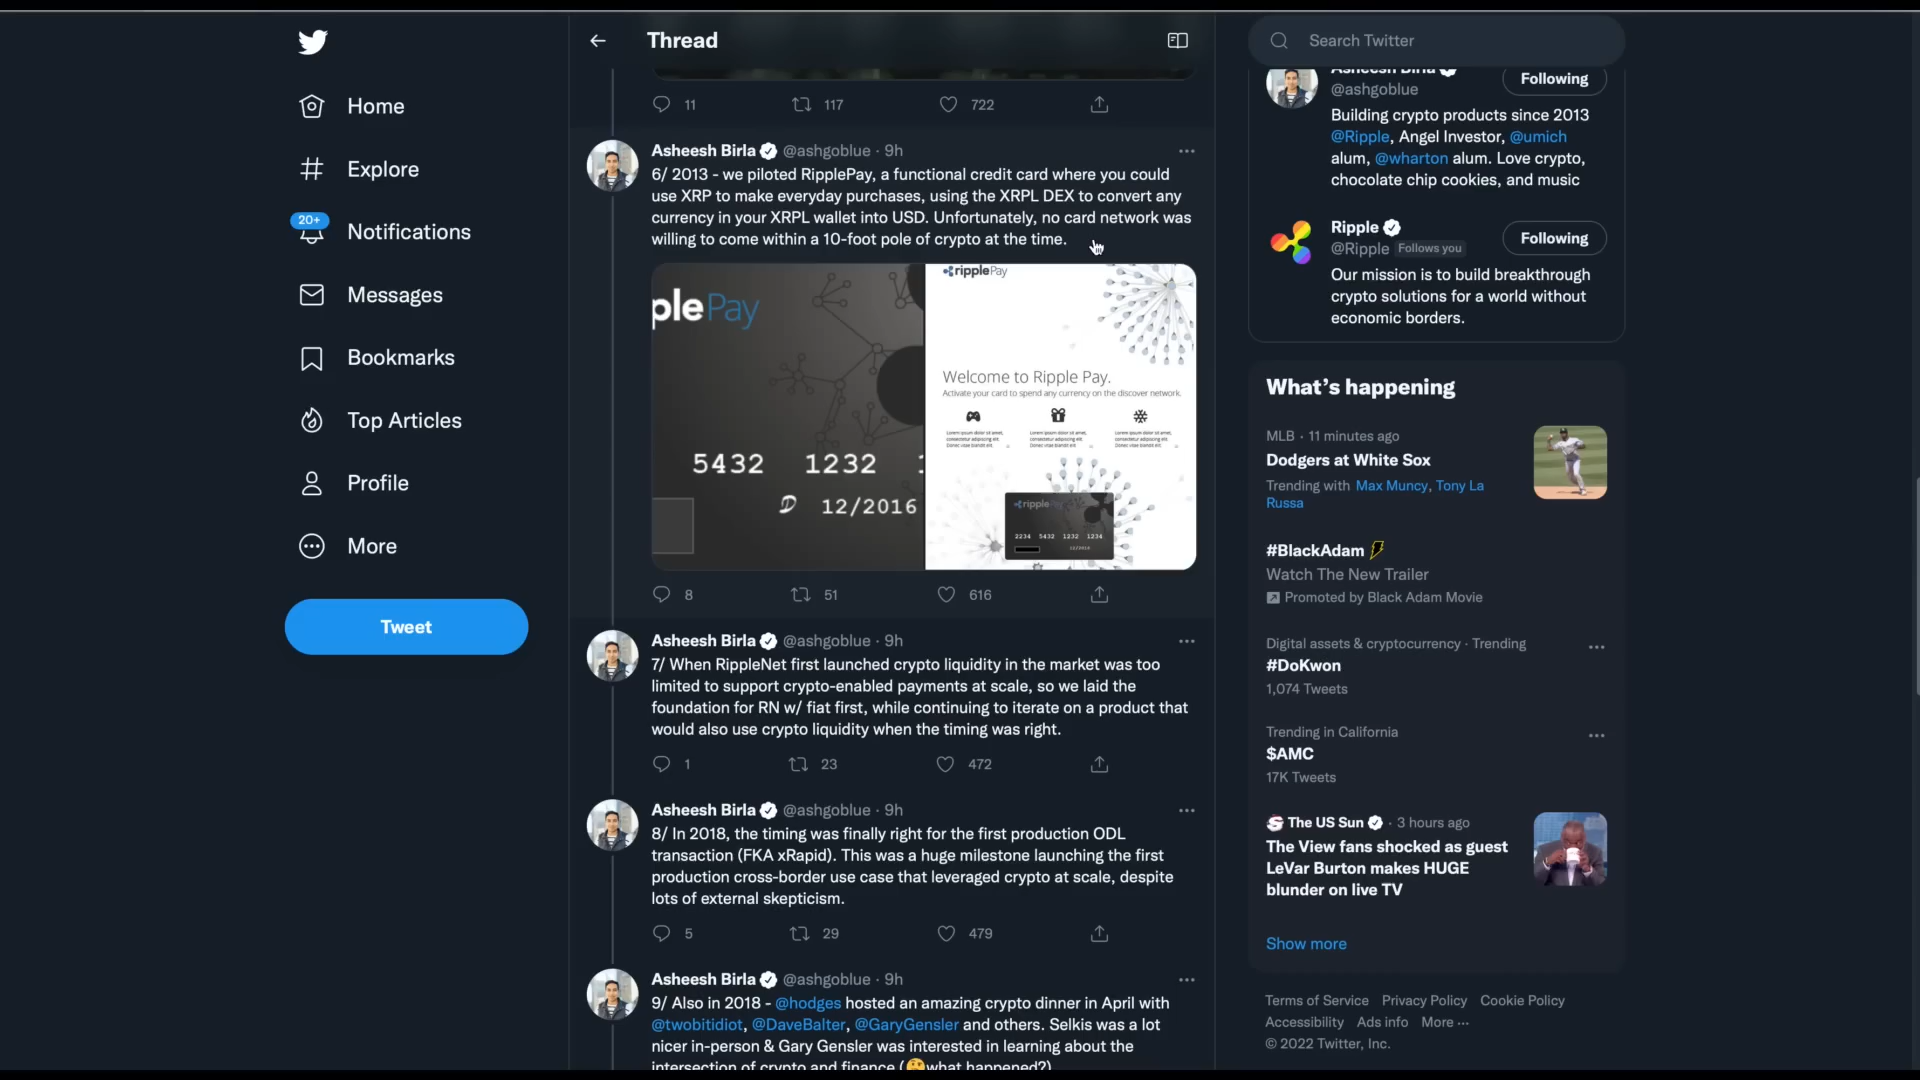 Home
Explore
20+
Notifications
Messages
Bookmarks
Top Articles
Profile
More
Tweet
Thread
11 117 722
Asheesh Birla @ashgoblue · 9h
6/ 2013 - we piloted RipplePay, a functional credit card where you could
use XRP to make everyday purchases, using the XRPL DEX to convert any
currency in your XRPL wallet into USD. Unfortunately, no card network was
willing to come within a 10-foot pole of crypto at the time.
plePay
5432 1232
D 12/2016
ripplePay
Welcome to Ripple Pay.
Activate your card to spend any currency on the discover network.
Lorem ipsum dolor sit amet, consectetur adipiscing elit. Donec vitae blandit elit.
Lorem ipsum dolor sit amet, consectetur adipiscing elit. Donec vitae blandit elit.
Lorem ipsum dolor sit amet, consectetur adipiscing elit. Donec vitae blandit elit.
ripple
2234 5432 1232 1234
12/2016
8 51 616
Asheesh Birla @ashgoblue · 9h
7/ When RippleNet first launched crypto liquidity in the market was too
limited to support crypto-enabled payments at scale, so we laid the
foundation for RN w/ fiat first, while continuing to iterate on a product that
would also use crypto liquidity when the timing was right.
1 23 472
Asheesh Birla @ashgoblue · 9h
8/ In 2018, the timing was finally right for the first production ODL
transaction (FKA xRapid). This was a huge milestone launching the first
production cross-border use case that leveraged crypto at scale, despite
lots of external skepticism.
5 29 479
Asheesh Birla @ashgoblue · 9h
9/ Also in 2018 - @hodges hosted an amazing crypto dinner in April with
@twobitidiot, @DaveBalter, @GaryGensler and others. Selkis was a lot
nicer in-person & Gary Gensler was interested in learning about the
intersection of crypto and finance (🤔what happened?)
Search Twitter
Asheesh Birla
@ashgoblue
Following
Building crypto products since 2013
@Ripple, Angel Investor, @umich
alum, @wharton alum. Love crypto,
chocolate chip cookies, and music
Ripple
@Ripple Follows you
Following
Our mission is to build breakthrough
crypto solutions for a world without
economic borders.
What's happening
MLB · 11 minutes ago
Dodgers at White Sox
Trending with Max Muncy, Tony La
Russa
#BlackAdam
Watch The New Trailer
Promoted by Black Adam Movie
Digital assets & cryptocurrency · Trending
#DoKwon
1,074 Tweets
Trending in California
$AMC
17K Tweets
The US Sun · 3 hours ago
The View fans shocked as guest
LeVar Burton makes HUGE
blunder on live TV
Show more
Terms of Service Privacy Policy Cookie Policy
Accessibility Ads info More ···
© 2022 Twitter, Inc.